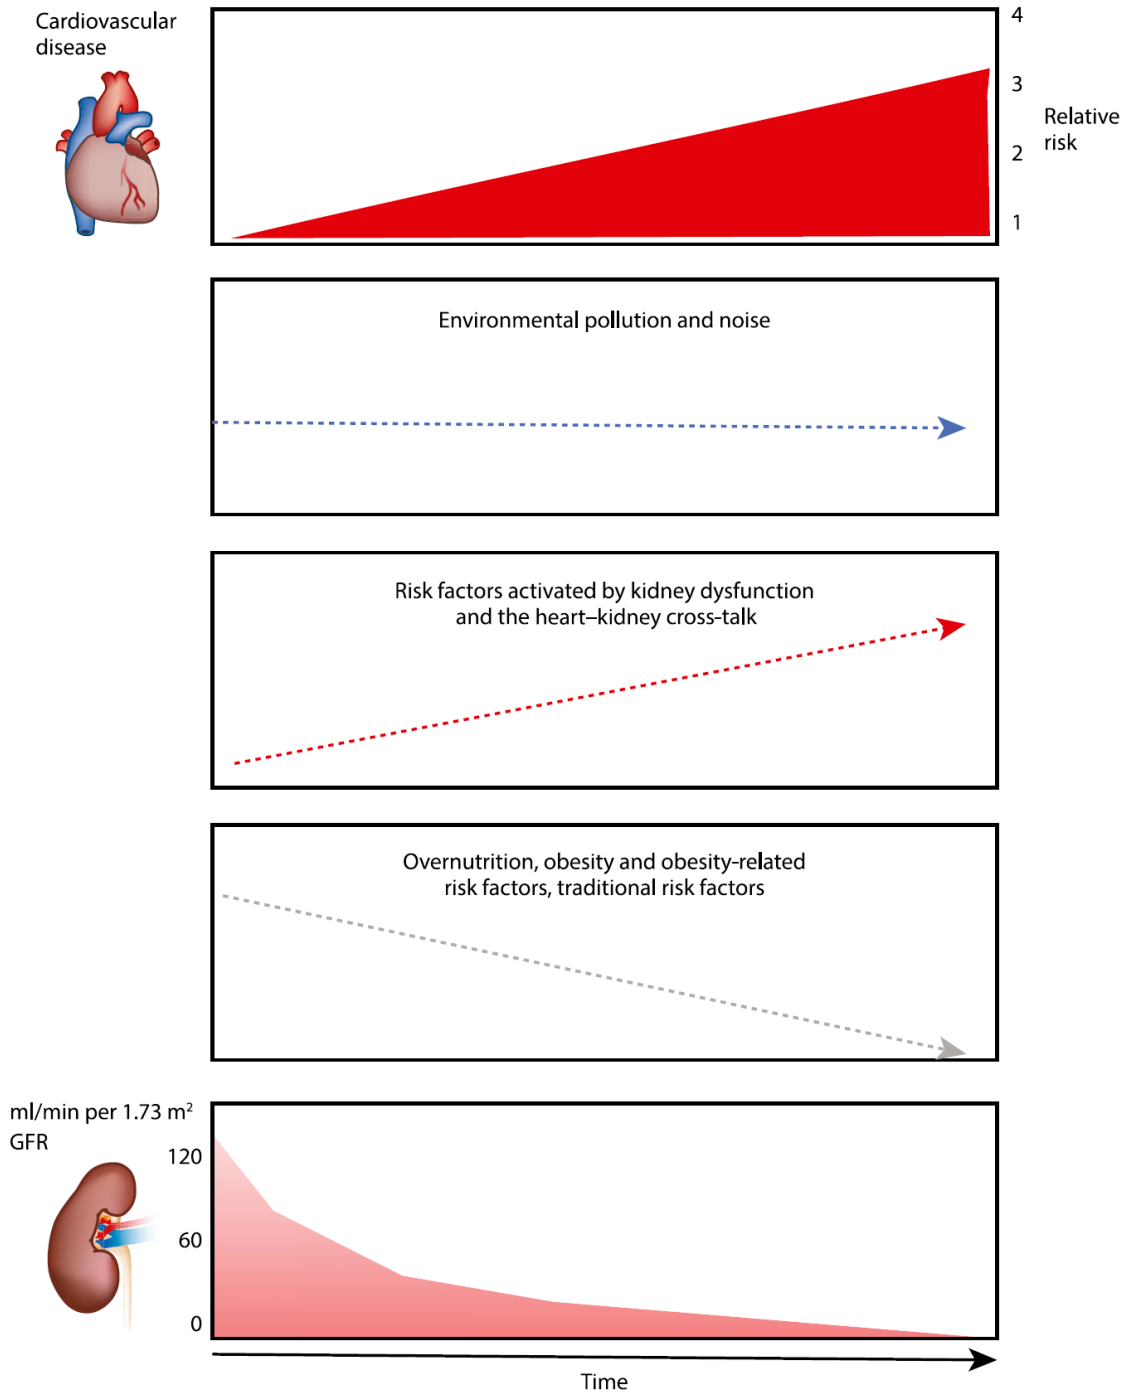 Cardiovascular
disease
4
3
2
1
Relative
risk
Environmental pollution and noise
Risk factors activated by kidney dysfunction
and the heart–kidney cross-talk
Overnutrition, obesity and obesity-related
risk factors, traditional risk factors
ml/min per 1.73 m²
GFR
120
60
0
Time